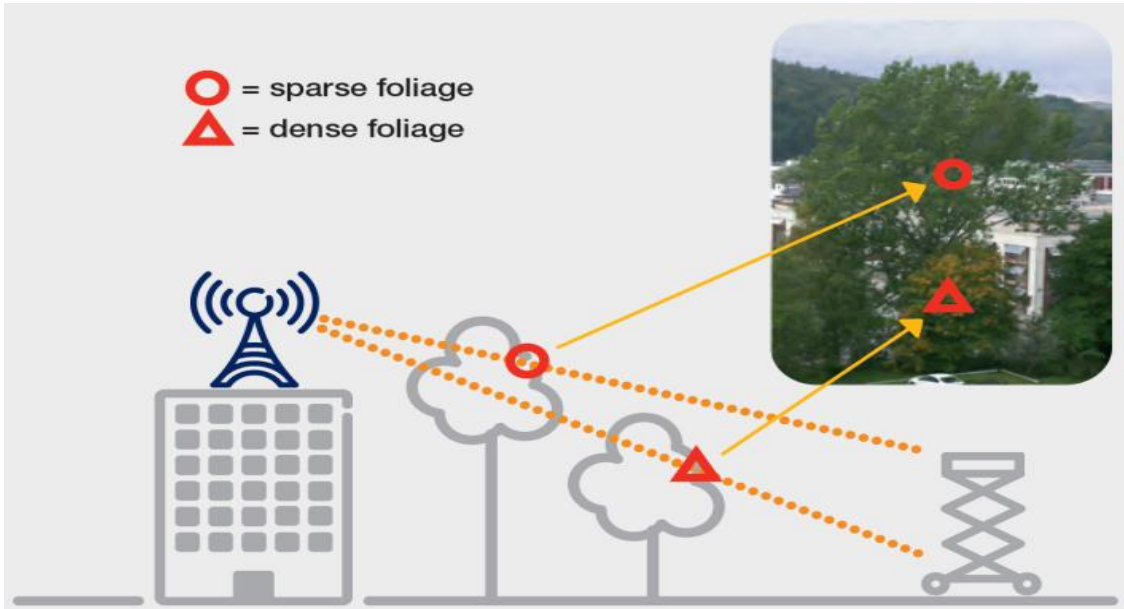 = sparse foliage
= dense foliage